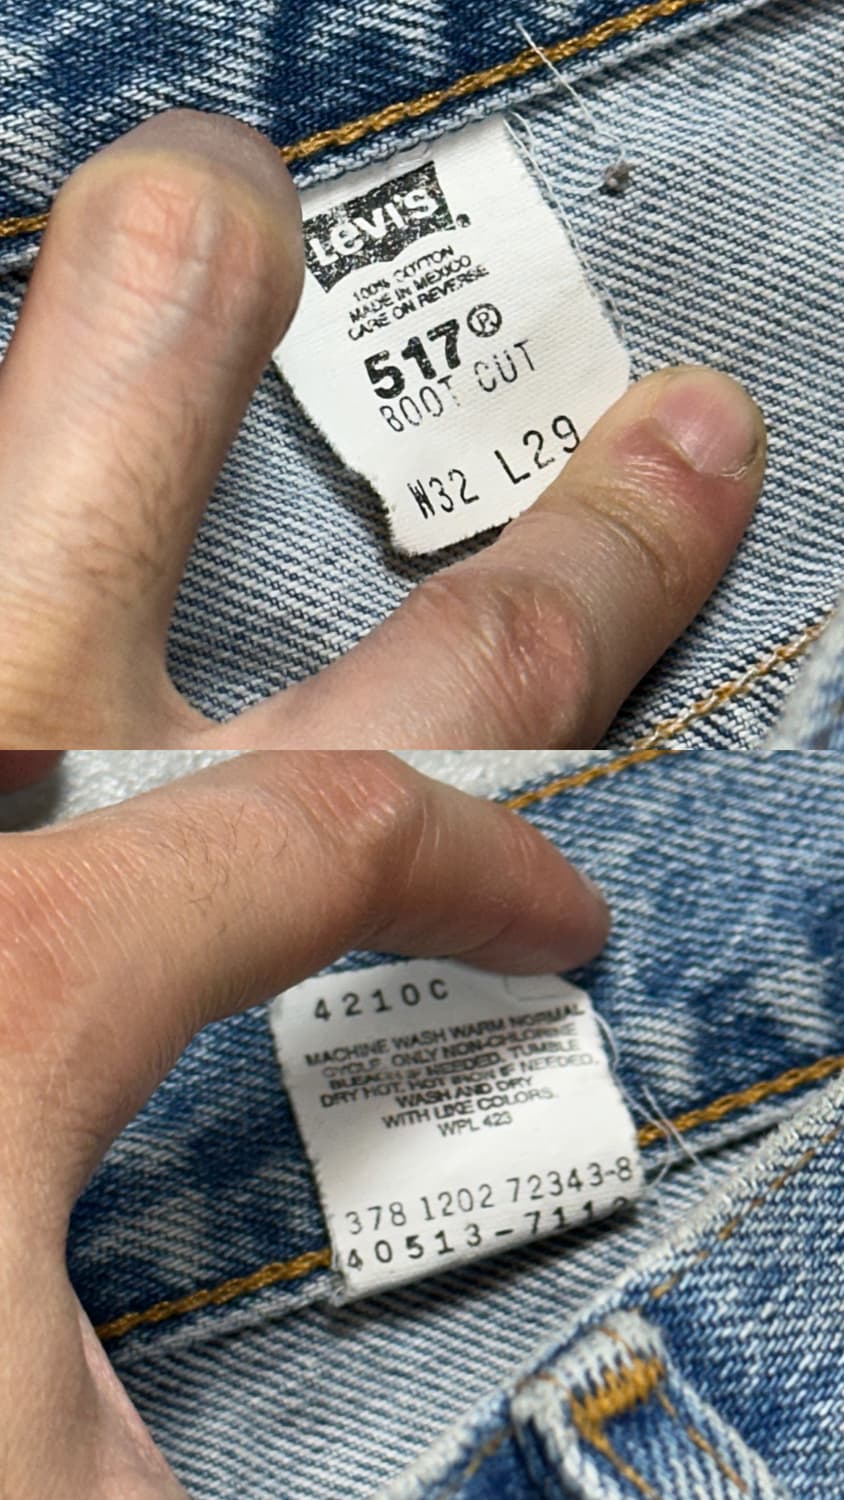 LEVI'S®
100% COTTON
MADE IN MEXICO
CARE ON REVERSE
517®
BOOT CUT
W32 L29
4210C
MACHINE WASH WARM NORMAL
CYCLE. ONLY NON-CHLORINE
BLEACH IF NEEDED. TUMBLE
DRY HOT. HOT IRON IF NEEDED.
WASH AND DRY
WITH LIKE COLORS.
WPL 423
378 1202 72343-8
40513-711